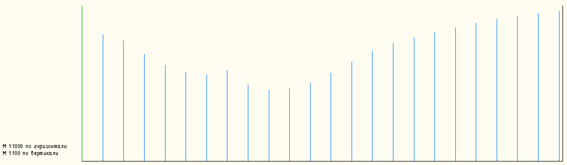 М 1:1000 по горизонтали
М 1:100 по вертикали